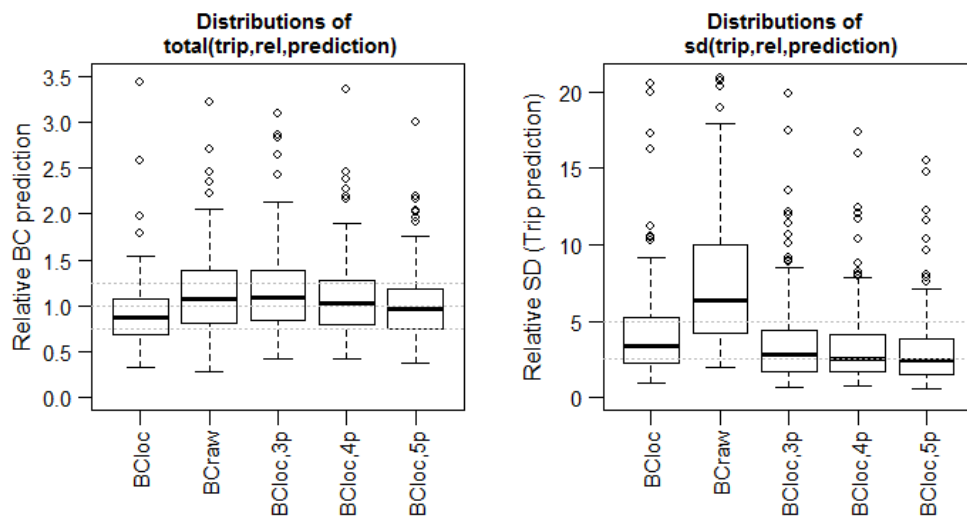 Distributions of
total(trip,rel,prediction)
Relative BC prediction
3.5
3.0
2.5
2.0
1.5
1.0
0.5
0.0
BCloc
BCraw
BCloc,3p
BCloc,4p
BCloc,5p
Distributions of
sd(trip,rel,prediction)
Relative SD (Trip prediction)
20
15
10
5
0
BCloc
BCraw
BCloc,3p
BCloc,4p
BCloc,5p